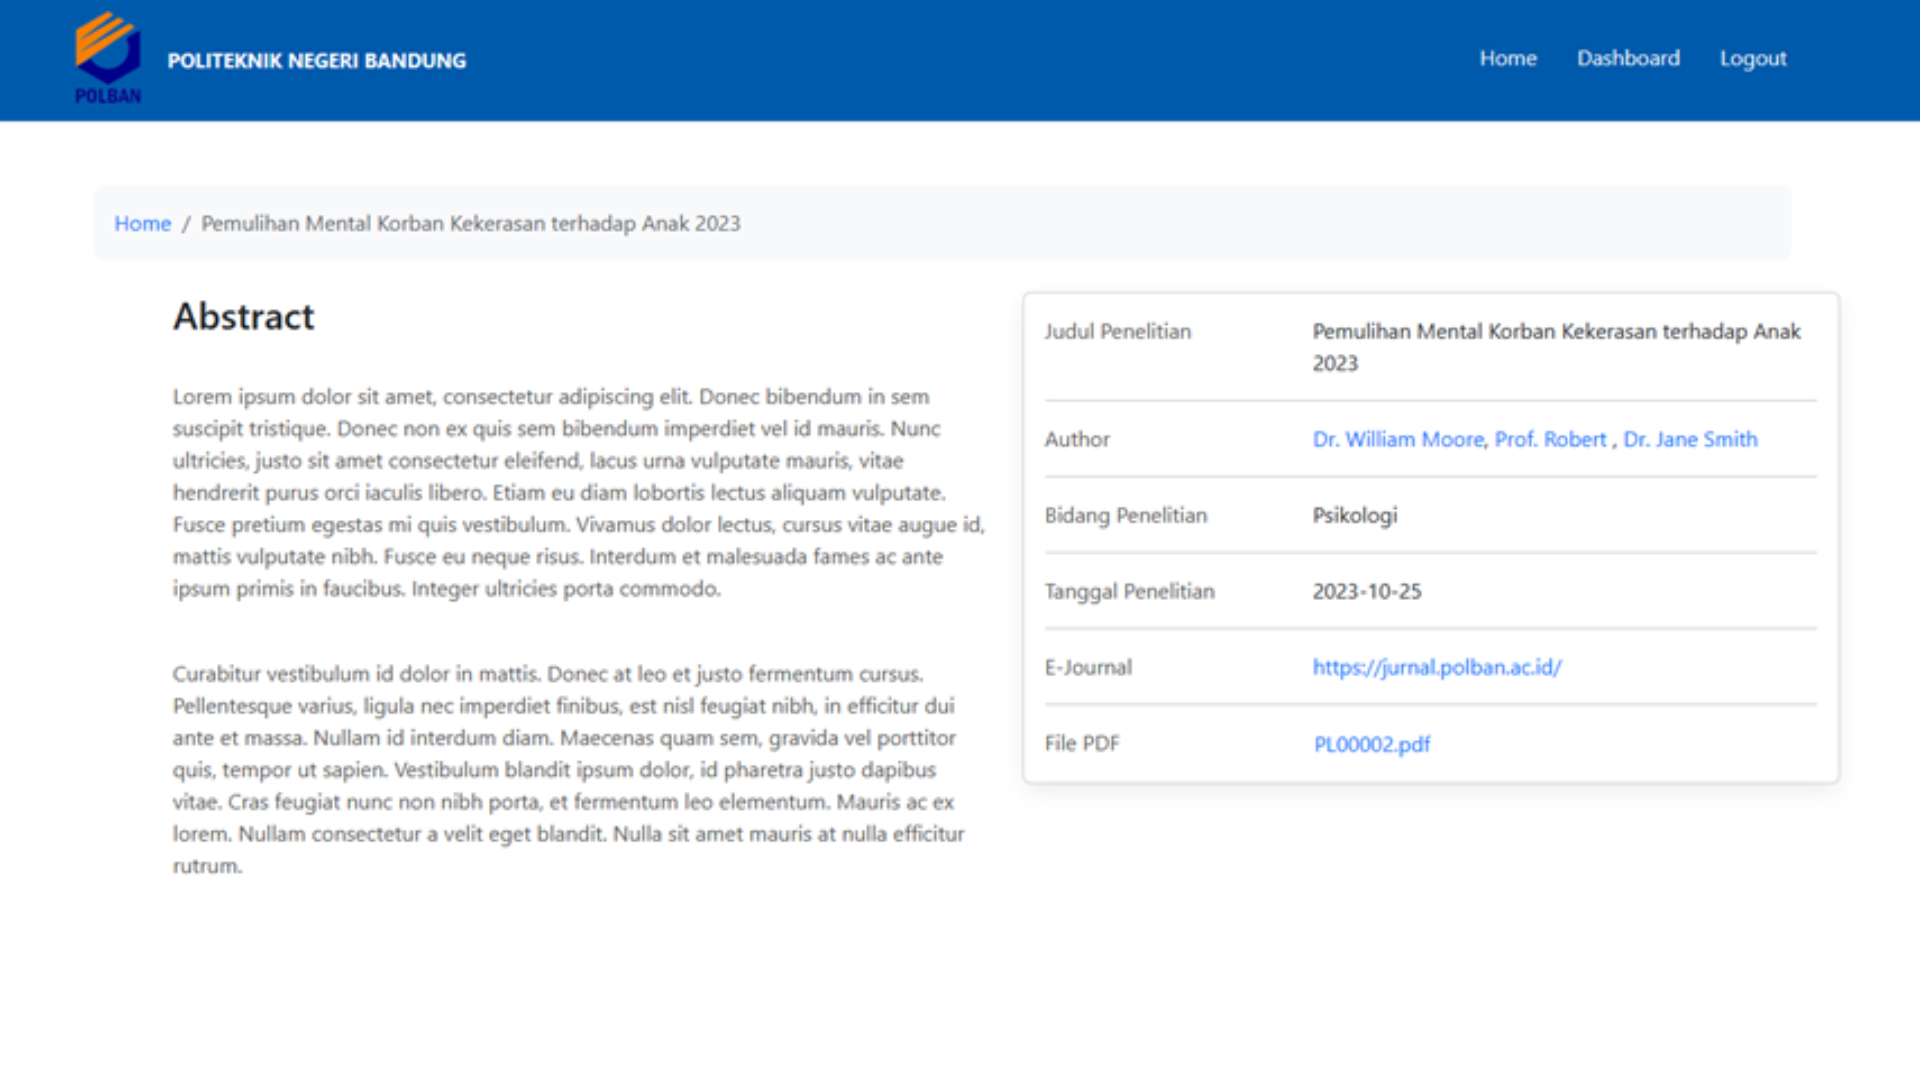 POLBAN
POLITEKNIK NEGERI BANDUNG
Home
Dashboard
Logout
Home / Pemulihan Mental Korban Kekerasan terhadap Anak 2023
Abstract
Lorem ipsum dolor sit amet, consectetur adipiscing elit. Donec bibendum in sem
suscipit tristique. Donec non ex quis sem bibendum imperdiet vel id mauris. Nunc
ultricies, justo sit amet consectetur eleifend, lacus urna vulputate mauris, vitae
hendrerit purus orci iaculis libero. Etiam eu diam lobortis lectus aliquam vulputate.
Fusce pretium egestas mi quis vestibulum. Vivamus dolor lectus, cursus vitae augue id,
mattis vulputate nibh. Fusce eu neque risus. Interdum et malesuada fames ac ante
ipsum primis in faucibus. Integer ultricies porta commodo.
Curabitur vestibulum id dolor in mattis. Donec at leo et justo fermentum cursus.
Pellentesque varius, ligula nec imperdiet finibus, est nisl feugiat nibh, in efficitur dui
ante et massa. Nullam id interdum diam. Maecenas quam sem, gravida vel porttitor
quis, tempor ut sapien. Vestibulum blandit ipsum dolor, id pharetra justo dapibus
vitae. Cras feugiat nunc non nibh porta, et fermentum leo elementum. Mauris ac ex
lorem. Nullam consectetur a velit eget blandit. Nulla sit amet mauris at nulla efficitur
rutrum.
Judul Penelitian
Pemulihan Mental Korban Kekerasan terhadap Anak
2023
Author
Dr. William Moore, Prof. Robert , Dr. Jane Smith
Bidang Penelitian
Psikologi
Tanggal Penelitian
2023-10-25
E-Journal
https://jurnal.polban.ac.id/
File PDF
PL00002.pdf